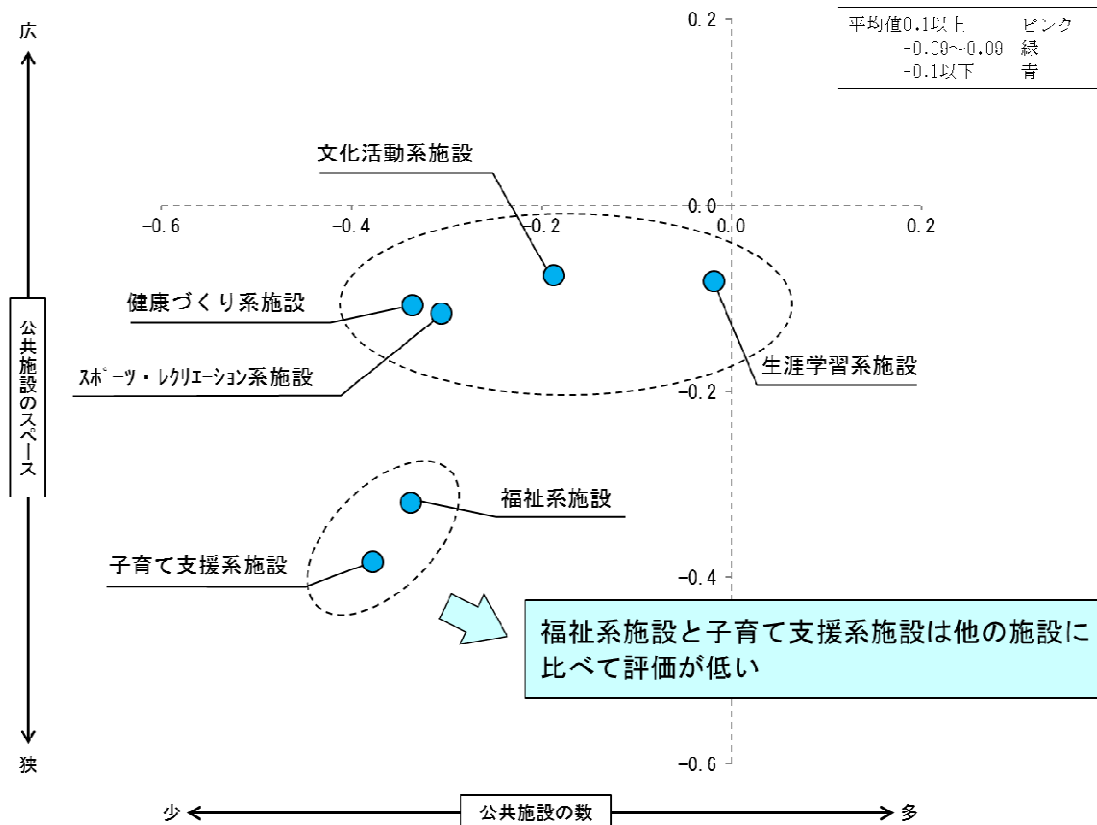 広
0.2
平均値0.1以上 ピンク
-0.09~0.09 緑
-0.1以下 青
文化活動系施設
0.0
-0.6 -0.4 -0.2 0.0 0.2
健康づくり系施設
スポーツ・レクリエーション系施設
生涯学習系施設
-0.2
公共施設のスペース
福祉系施設
子育て支援系施設
-0.4
福祉系施設と子育て支援系施設は他の施設に
比べて評価が低い
狭
-0.6
少 公共施設の数 多